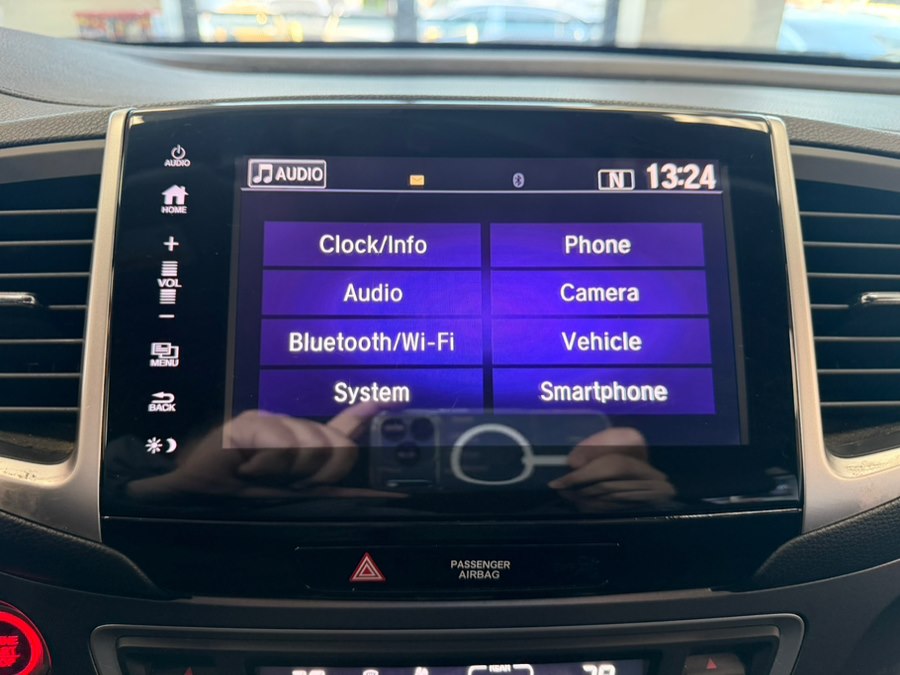 AUDIO
AUDIO
N
13:24
HOME
Clock/Info
Phone
+
VOL
Audio
Camera
−
Bluetooth/Wi-Fi
Vehicle
MENU
System
Smartphone
BACK
PASSENGER
AIRBAG
REAR